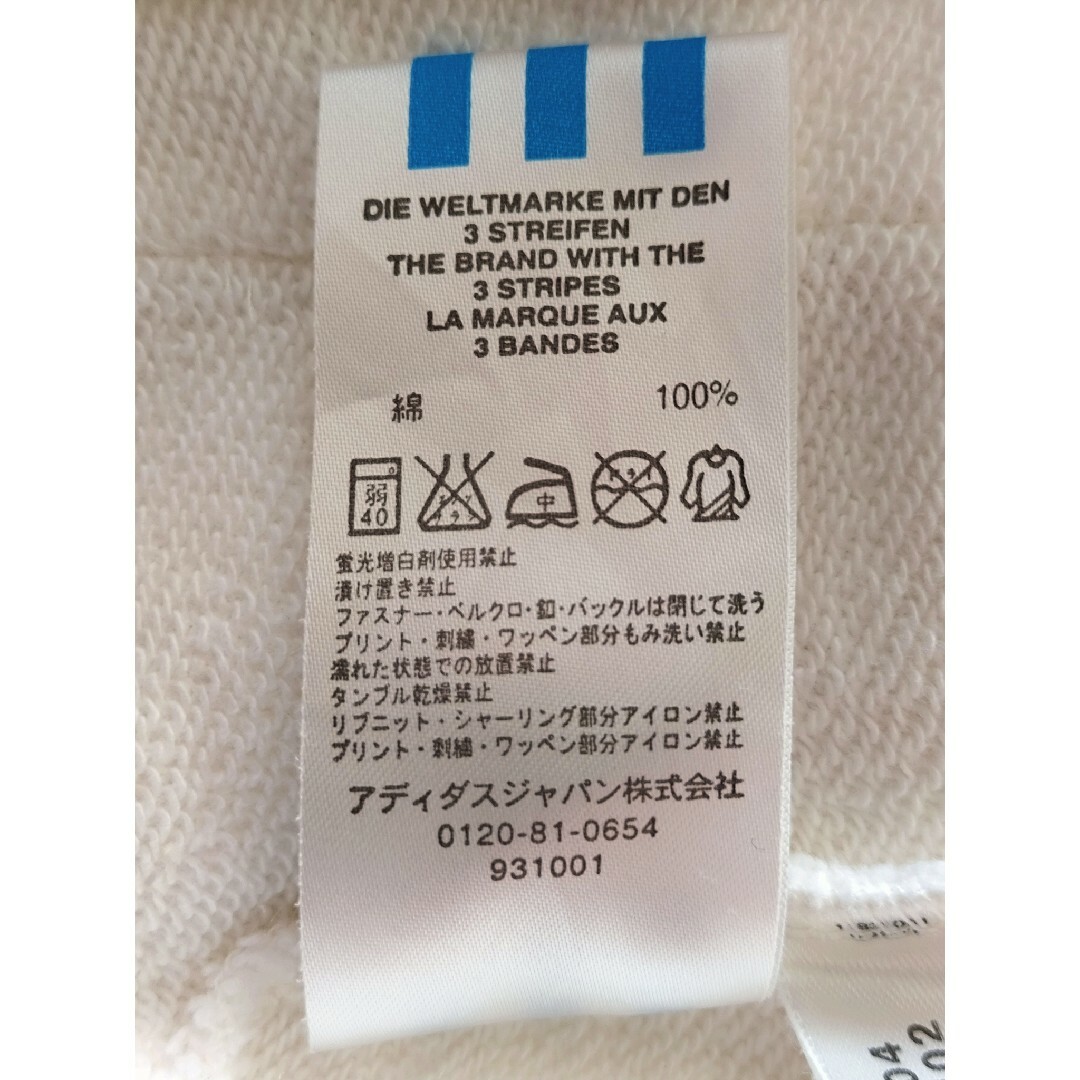 DIE WELTMARKE MIT DEN
3 STREIFEN
THE BRAND WITH THE
3 STRIPES
LA MARQUE AUX
3 BANDES
綿 100%
弱 中 ドライ
40
蛍光増白剤使用禁止
漬け置き禁止
ファスナー・ベルクロ・釦・バックルは閉じて洗う
プリント・刺繍・ワッペン部分もみ洗い禁止
濡れた状態での放置禁止
タンブル乾燥禁止
リブニット・シャーリング部分アイロン禁止
プリント・刺繍・ワッペン部分アイロン禁止
アディダスジャパン株式会社
0120-81-0654
931001
04
02